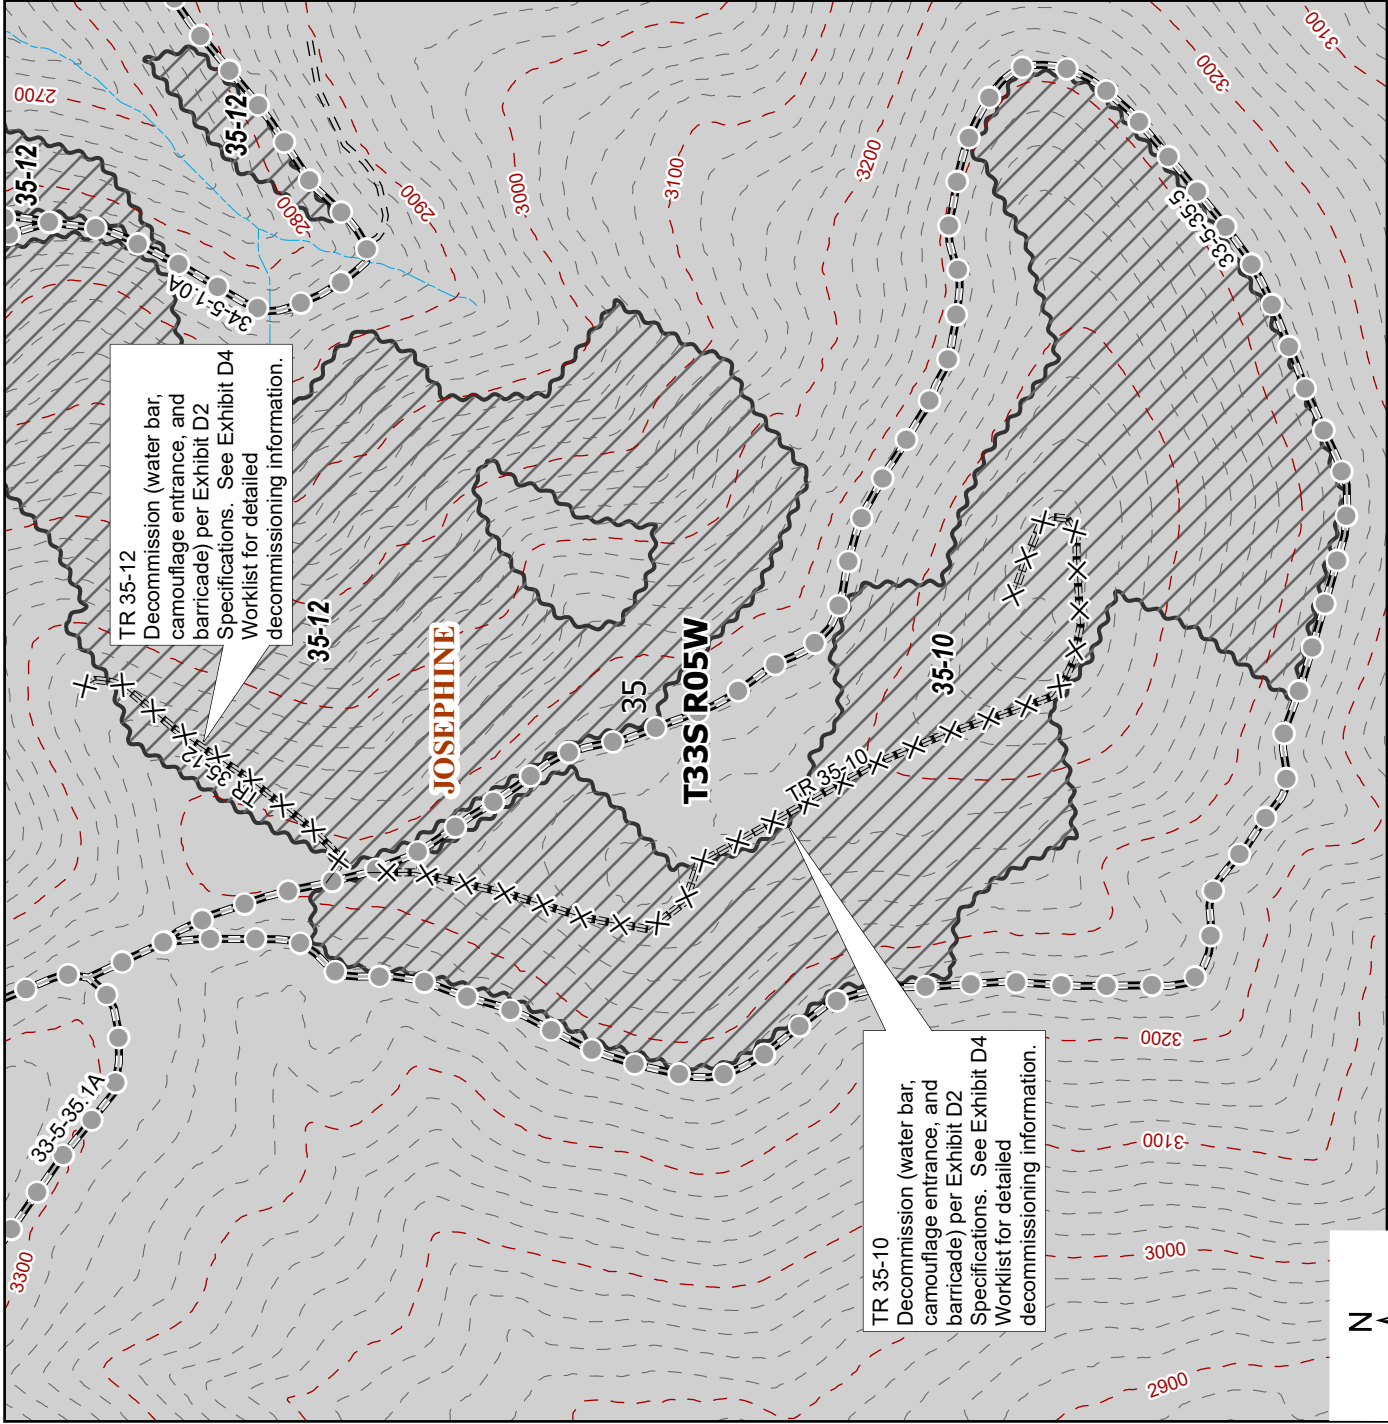 2700
35-12
35-12
2800
2900
3000
3100
3200
3200
3100
34-5-1.0A
33-5-35.5
TR 35-12
Decommission (water bar,
camouflage entrance, and
barricade) per Exhibit D2
Specifications. See Exhibit D4
Worklist for detailed
decommissioning information.
35-12
TR 35-12
JOSEPHINE
35
T33S R05W
35-10
TR 35-10
33-5-35.1A
3300
TR 35-10
Decommission (water bar,
camouflage entrance, and
barricade) per Exhibit D2
Specifications. See Exhibit D4
Worklist for detailed
decommissioning information.
3200
3100
3000
2900
N